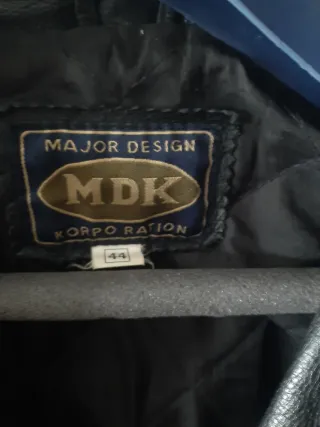 MAJOR DESIGN
MDK
KORPO RATION
44